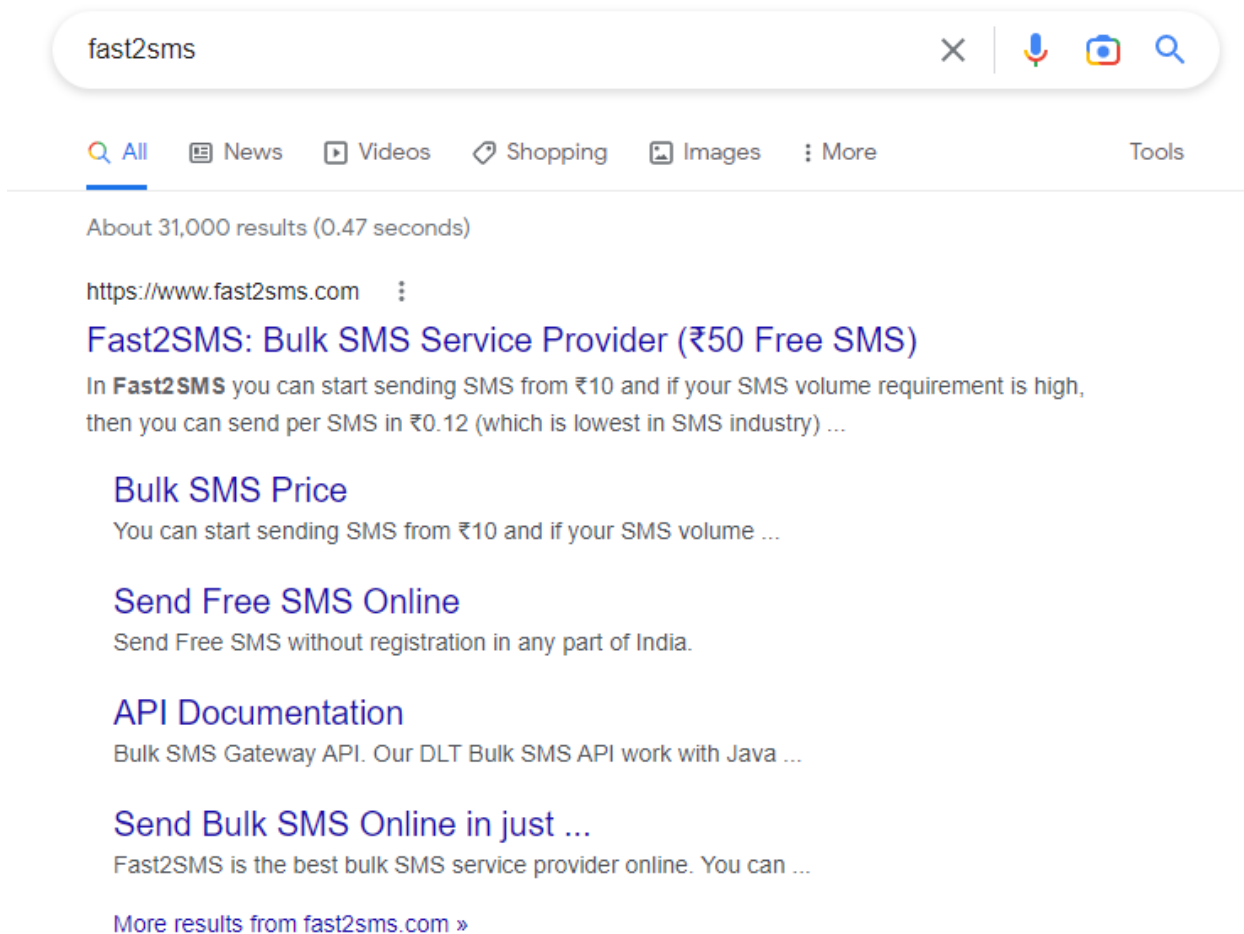 fast2sms
All News Videos Shopping Images More Tools
About 31,000 results (0.47 seconds)
https://www.fast2sms.com
Fast2SMS: Bulk SMS Service Provider (₹50 Free SMS)
In Fast2SMS you can start sending SMS from ₹10 and if your SMS volume requirement is high,
then you can send per SMS in ₹0.12 (which is lowest in SMS industry) ...
Bulk SMS Price
You can start sending SMS from ₹10 and if your SMS volume ...
Send Free SMS Online
Send Free SMS without registration in any part of India.
API Documentation
Bulk SMS Gateway API. Our DLT Bulk SMS API work with Java ...
Send Bulk SMS Online in just ...
Fast2SMS is the best bulk SMS service provider online. You can ...
More results from fast2sms.com »